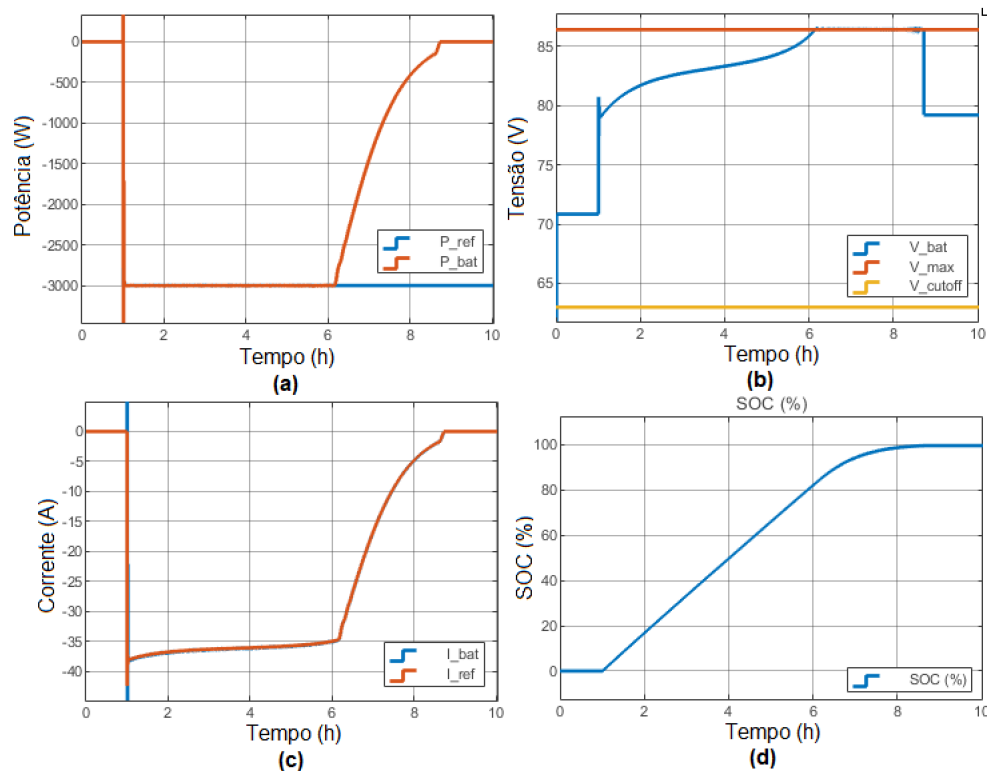 Potência (W)
0
-500
-1000
-1500
-2000
-2500
-3000
P_ref
P_bat
0 2 4 6 8 10
Tempo (h)
(a)
Tensão (V)
85
80
75
70
65
V_bat
V_max
V_cutoff
0 2 4 6 8 10
Tempo (h)
(b)
Corrente (A)
0
-5
-10
-15
-20
-25
-30
-35
-40
I_bat
I_ref
0 2 4 6 8 10
Tempo (h)
(c)
SOC (%)
SOC (%)
100
80
60
40
20
0
SOC (%)
0 2 4 6 8 10
Tempo (h)
(d)